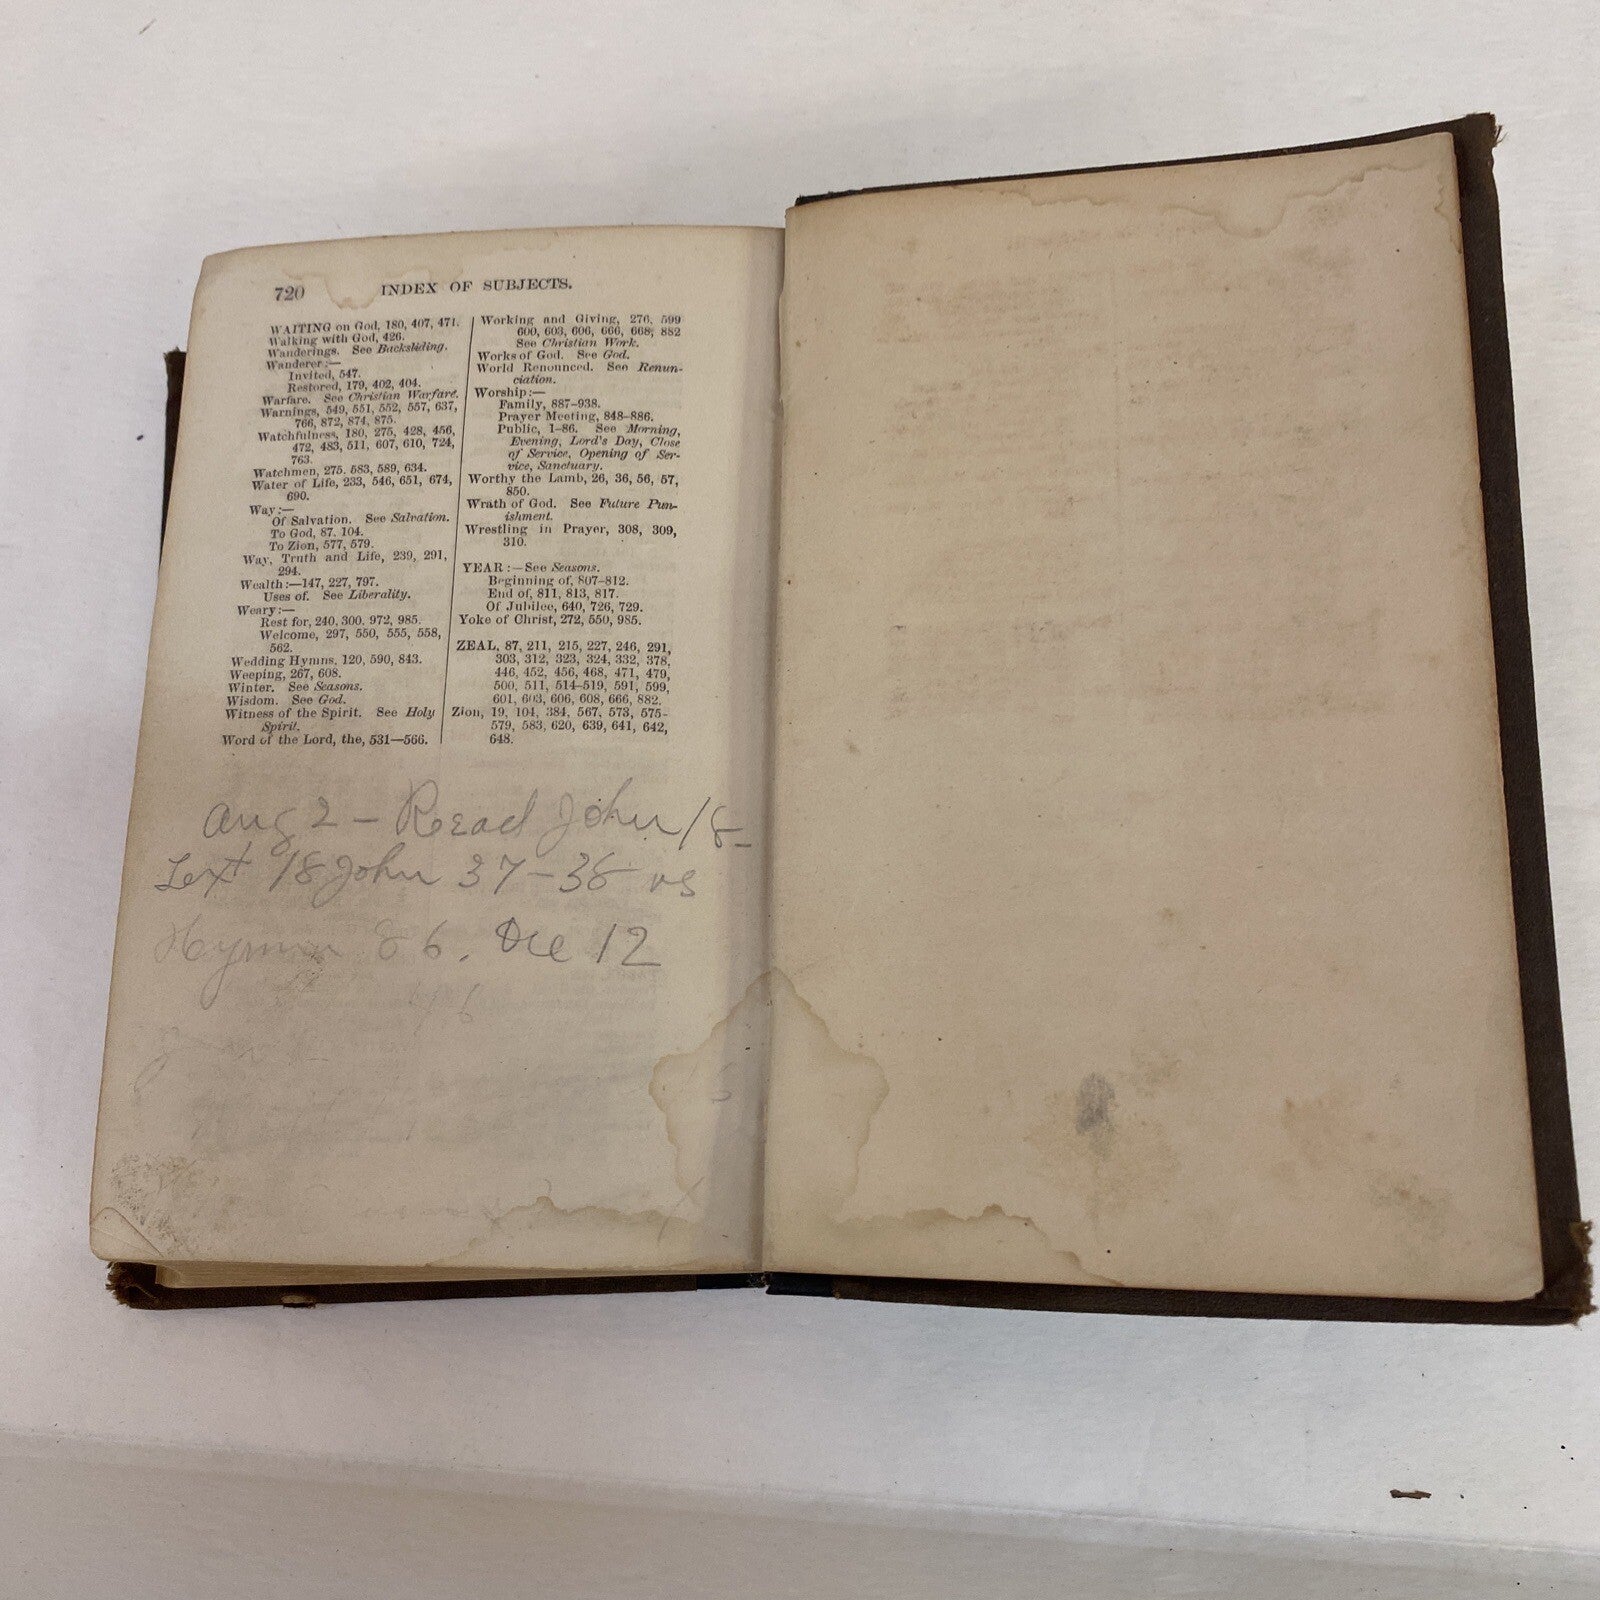 720 INDEX OF SUBJECTS.
WAITING on God, 180, 407, 471.
Walking with God, 426.
Wanderings. See Backsliding.
Wanderer:—
Invited, 547.
Restored, 179, 402, 404.
Warfare. See Christian Warfare.
Warnings, 549, 551, 552, 557, 637,
766, 872, 874, 875.
Watchfulness, 180, 275, 428, 456,
472, 483, 511, 607, 610, 724,
763.
Watchmen, 275. 583, 589, 634.
Water of Life, 233, 546, 651, 674,
690.
Way:—
Of Salvation. See Salvation.
To God, 87. 104.
To Zion, 577, 579.
Way, Truth and Life, 239, 291,
294.
Wealth:—147, 227, 797.
Uses of. See Liberality.
Weary:—
Rest for, 240, 300. 972, 985.
Welcome, 297, 550, 555, 558,
562.
Wedding Hymns, 120, 590, 843.
Weeping, 267, 608.
Winter. See Seasons.
Wisdom. See God.
Witness of the Spirit. See Holy
Spirit.
Word of the Lord, the, 531—566.
Working and Giving, 276, 599
600, 603, 606, 666, 668, 882
See Christian Work.
Works of God. See God.
World Renounced. See Renun-
ciation.
Worship:—
Family, 887-938.
Prayer Meeting, 848-886.
Public, 1-86. See Morning,
Evening, Lord's Day, Close
of Service, Opening of Ser-
vice, Sanctuary.
Worthy the Lamb, 26, 36, 56, 57,
850.
Wrath of God. See Future Pun-
ishment.
Wrestling in Prayer, 308, 309,
310.
YEAR:—See Seasons.
Beginning of, 807-812.
End of, 811, 813, 817.
Of Jubilee, 640, 726, 729.
Yoke of Christ, 272, 550, 985.
ZEAL, 87, 211, 215, 227, 246, 291,
303, 312, 323, 324, 332, 378,
446, 452, 456, 468, 471, 479,
500, 511, 514-519, 591, 599,
601, 603, 606, 608, 666, 882.
Zion, 19, 104, 384, 567, 573, 575-
579, 583, 620, 639, 641, 642,
648.
Aug 2 - Read John 18-
Text 18 John 37-38 vs
Hymn 86. Dec 12
46